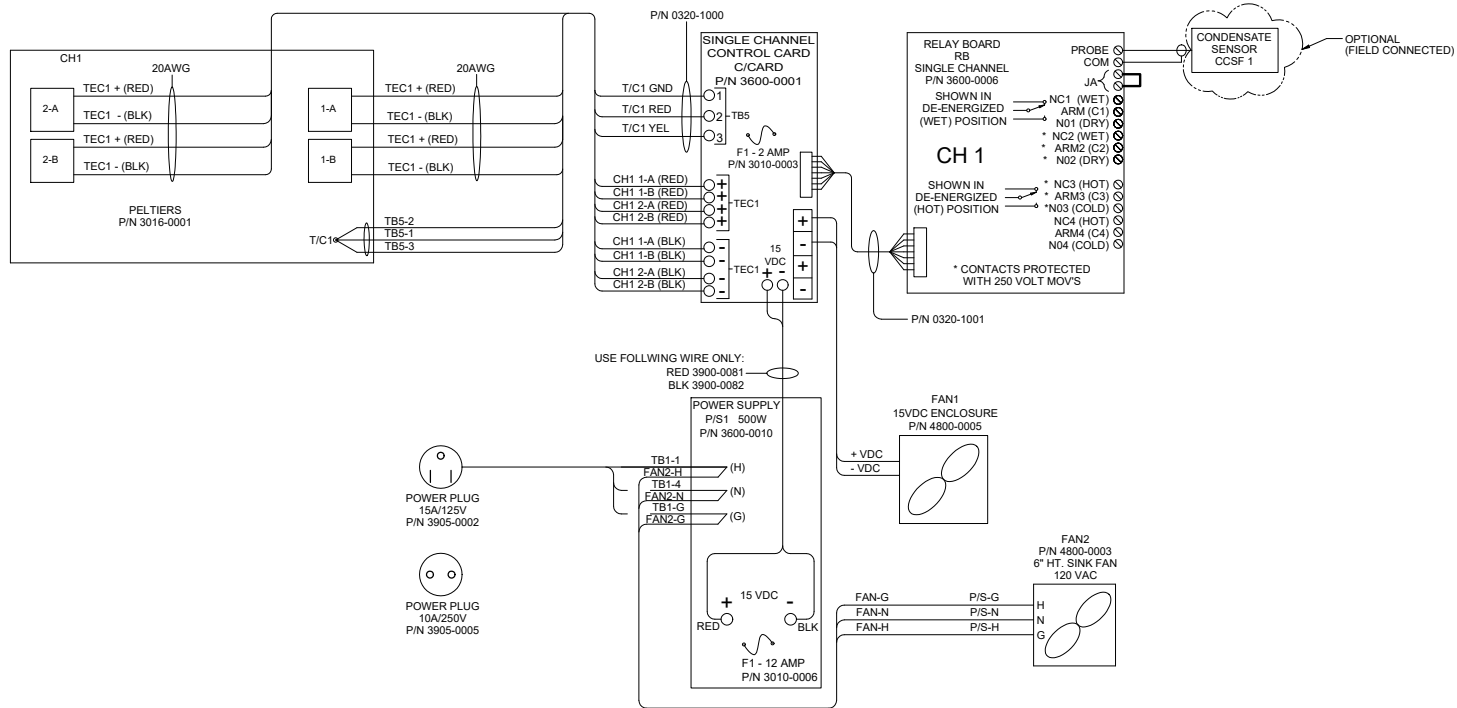 P/N 0320-1000
CH1
20AWG
20AWG
2-A
TEC1 + (RED)
TEC1 - (BLK)
2-B
TEC1 + (RED)
TEC1 - (BLK)
1-A
TEC1 + (RED)
TEC1 - (BLK)
1-B
TEC1 + (RED)
TEC1 - (BLK)
PELTIERS
P/N 3016-0001
T/C1
TB5-2
TB5-1
TB5-3
SINGLE CHANNEL
CONTROL CARD
C/CARD
P/N 3600-0001
T/C1 GND
1
T/C1 RED
2
TB5
T/C1 YEL
3
F1 - 2 AMP
P/N 3010-0003
CH1 1-A (RED)
+
CH1 1-B (RED)
+
TEC1
CH1 2-A (RED)
+
CH1 2-B (RED)
+
CH1 1-A (BLK)
-
CH1 1-B (BLK)
-
TEC1
CH1 2-A (BLK)
-
CH1 2-B (BLK)
-
15
VDC
+ -
+
-
+
-
RELAY BOARD
RB
SINGLE CHANNEL
P/N 3600-0006
PROBE
COM
JA
SHOWN IN
DE-ENERGIZED
(WET) POSITION
NC1 (WET)
ARM (C1)
N01 (DRY)
* NC2 (WET)
* ARM2 (C2)
* N02 (DRY)
CH 1
SHOWN IN
DE-ENERGIZED
(HOT) POSITION
* NC3 (HOT)
* ARM3 (C3)
*N03 (COLD)
NC4 (HOT)
ARM4 (C4)
N04 (COLD)
* CONTACTS PROTECTED
WITH 250 VOLT MOV'S
CONDENSATE
SENSOR
CCSF 1
OPTIONAL
(FIELD CONNECTED)
P/N 0320-1001
USE FOLLWING WIRE ONLY:
RED 3900-0081
BLK 3900-0082
POWER SUPPLY
P/S1 500W
P/N 3600-0010
TB1-1
FAN2-H
(H)
TB1-4
FAN2-N
(N)
TB1-G
FAN2-G
(G)
+ 15 VDC -
RED
BLK
F1 - 12 AMP
P/N 3010-0006
POWER PLUG
15A/125V
P/N 3905-0002
POWER PLUG
10A/250V
P/N 3905-0005
FAN1
15VDC ENCLOSURE
P/N 4800-0005
+ VDC
- VDC
FAN2
P/N 4800-0003
6" HT. SINK FAN
120 VAC
FAN-G
P/S-G
H
FAN-N
P/S-N
N
FAN-H
P/S-H
G